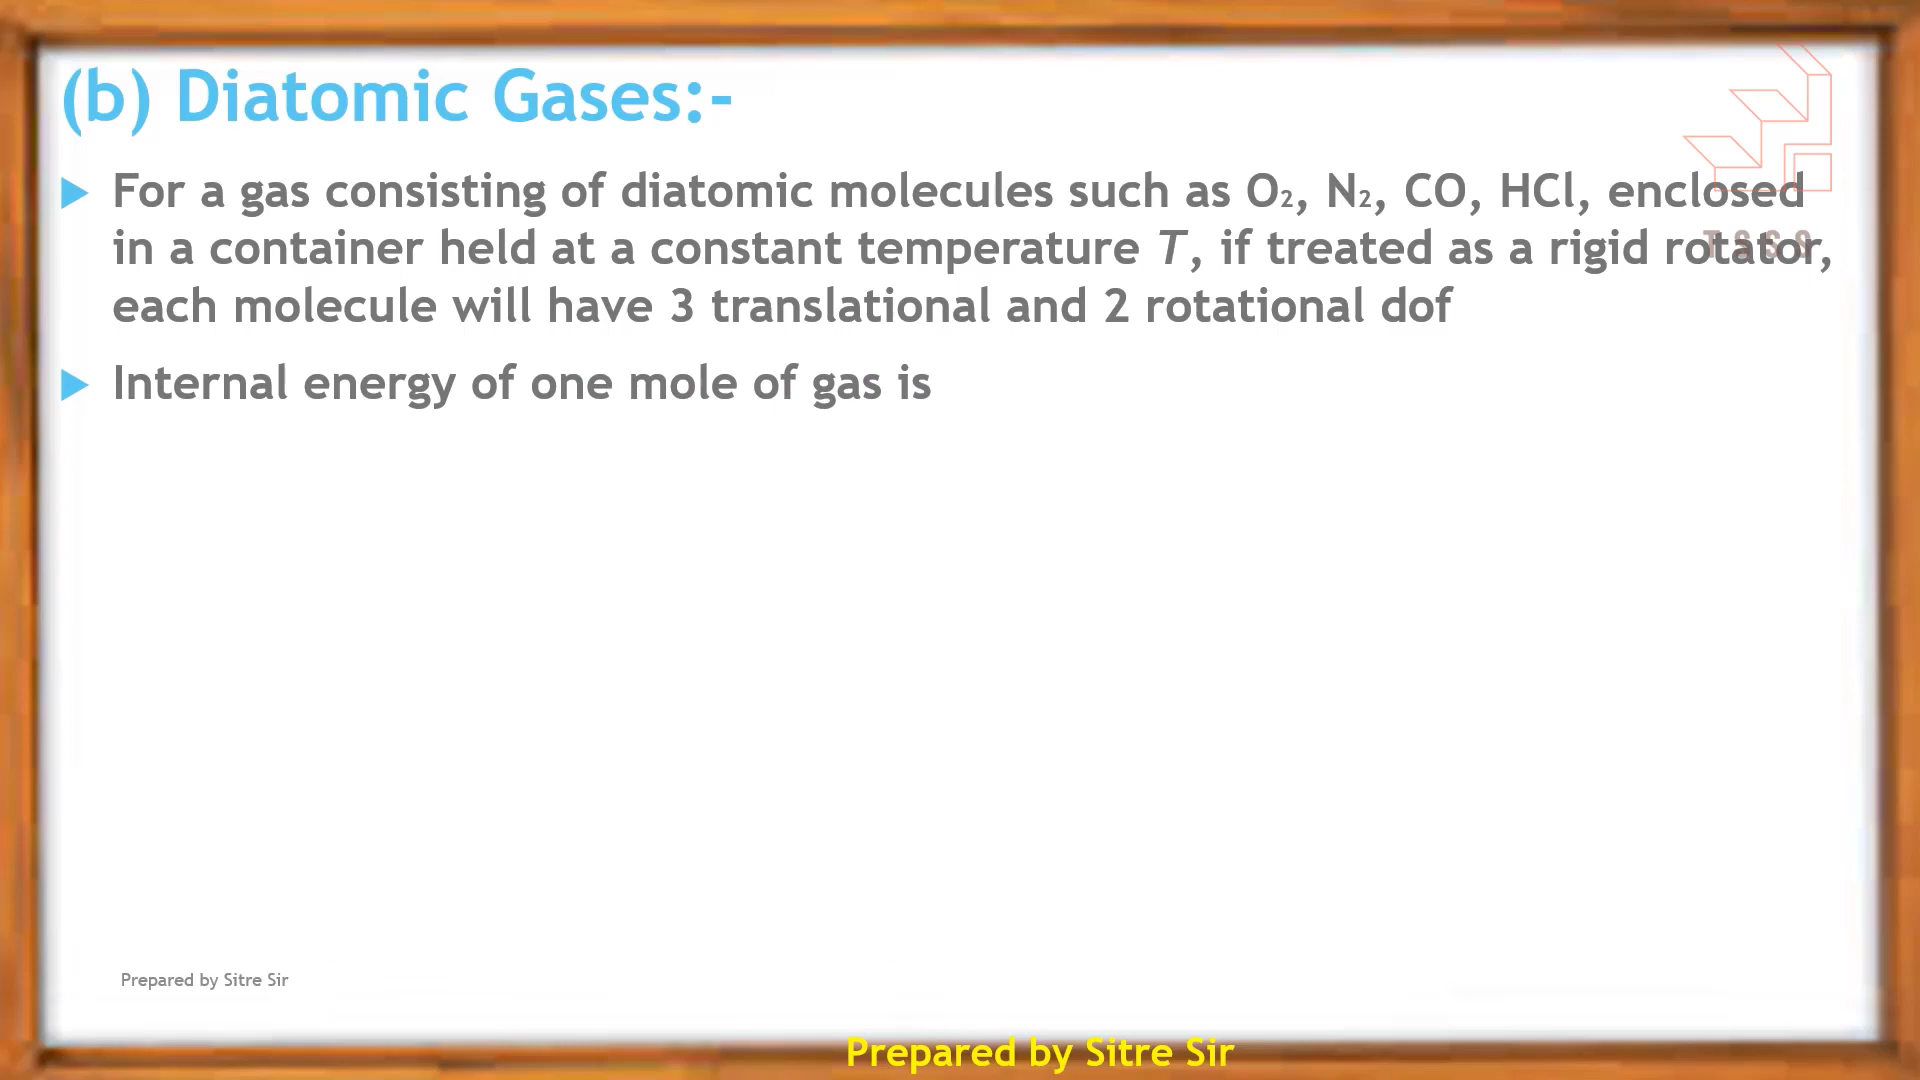 (b) Diatomic Gases:-
For a gas consisting of diatomic molecules such as O₂, N₂, CO, HCl, enclosed
in a container held at a constant temperature T, if treated as a rigid rotator,
each molecule will have 3 translational and 2 rotational dof
Internal energy of one mole of gas is
TSSS
Prepared by Sitre Sir
Prepared by Sitre Sir